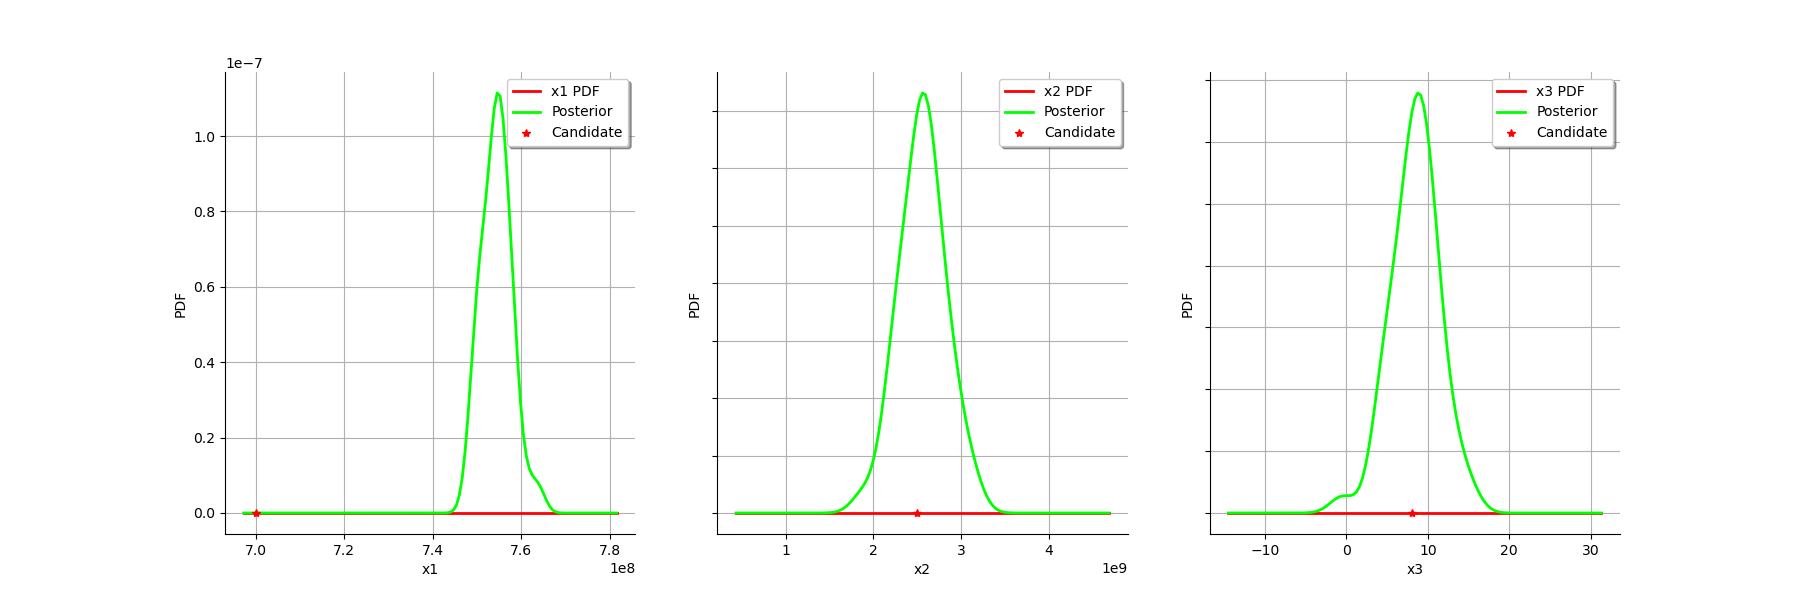 1e−7
x1 PDF
Posterior
Candidate
1.0
0.8
0.6
0.4
0.2
0.0
PDF
7.0 7.2 7.4 7.6 7.8
x1
1e8
x2 PDF
Posterior
Candidate
PDF
1 2 3 4
x2
1e9
x3 PDF
Posterior
Candidate
PDF
−10 0 10 20 30
x3